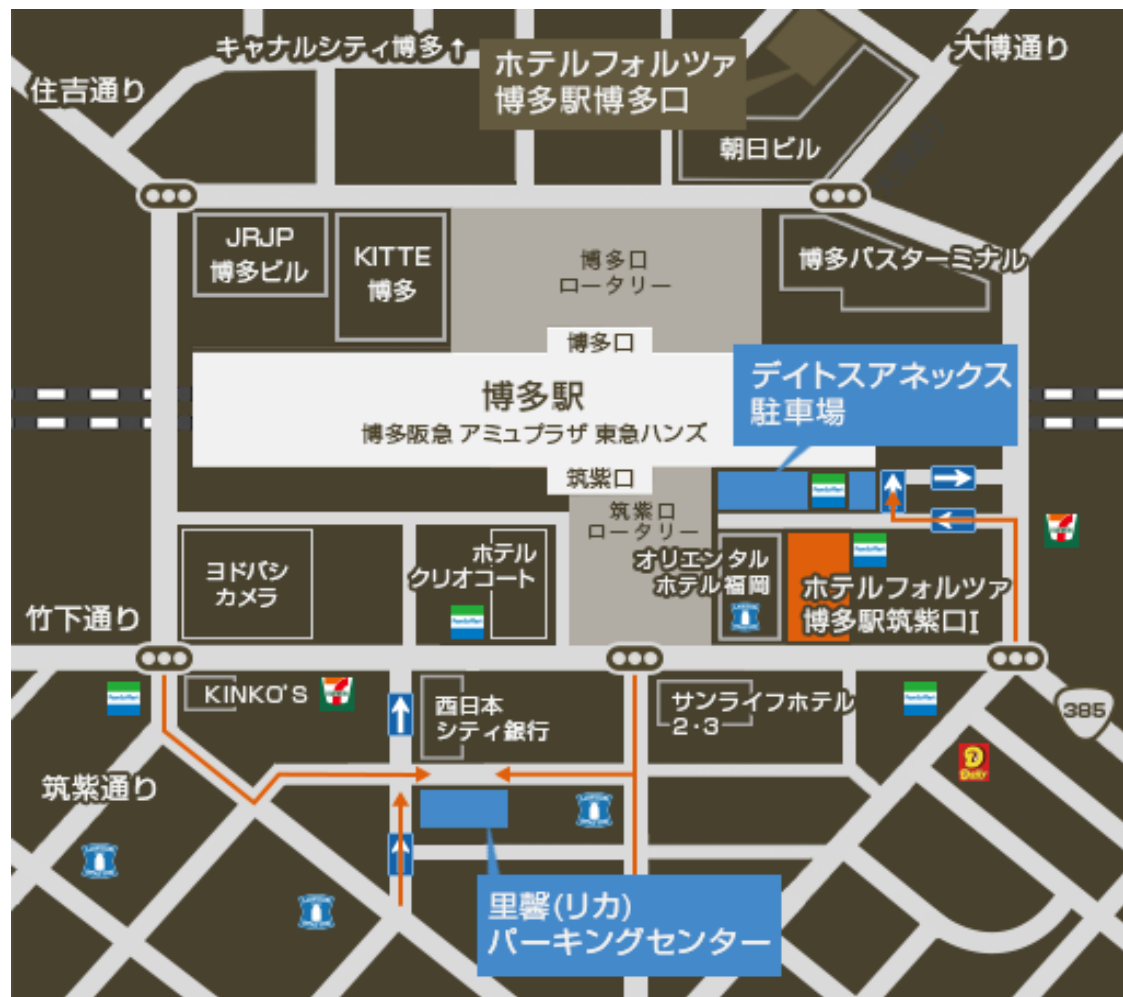 キャナルシティ博多↑
大博通り
ホテルフォルツァ
博多駅博多口
住吉通り
朝日ビル
JRJP
博多ビル
KITTE
博多
博多口
ロータリー
博多バスターミナル
博多口
デイトスアネックス
駐車場
博多駅
博多阪急 アミュプラザ 東急ハンズ
筑紫口
筑紫口
ロータリー
FamilyMart
ヨドバシ
カメラ
ホテル
クリオコート
オリエンタル
ホテル福岡
ホテルフォルツァ
博多駅筑紫口I
竹下通り
KINKO'S
西日本
シティ銀行
サンライフホテル
2・3
385
筑紫通り
Daily
里馨(リカ)
パーキングセンター